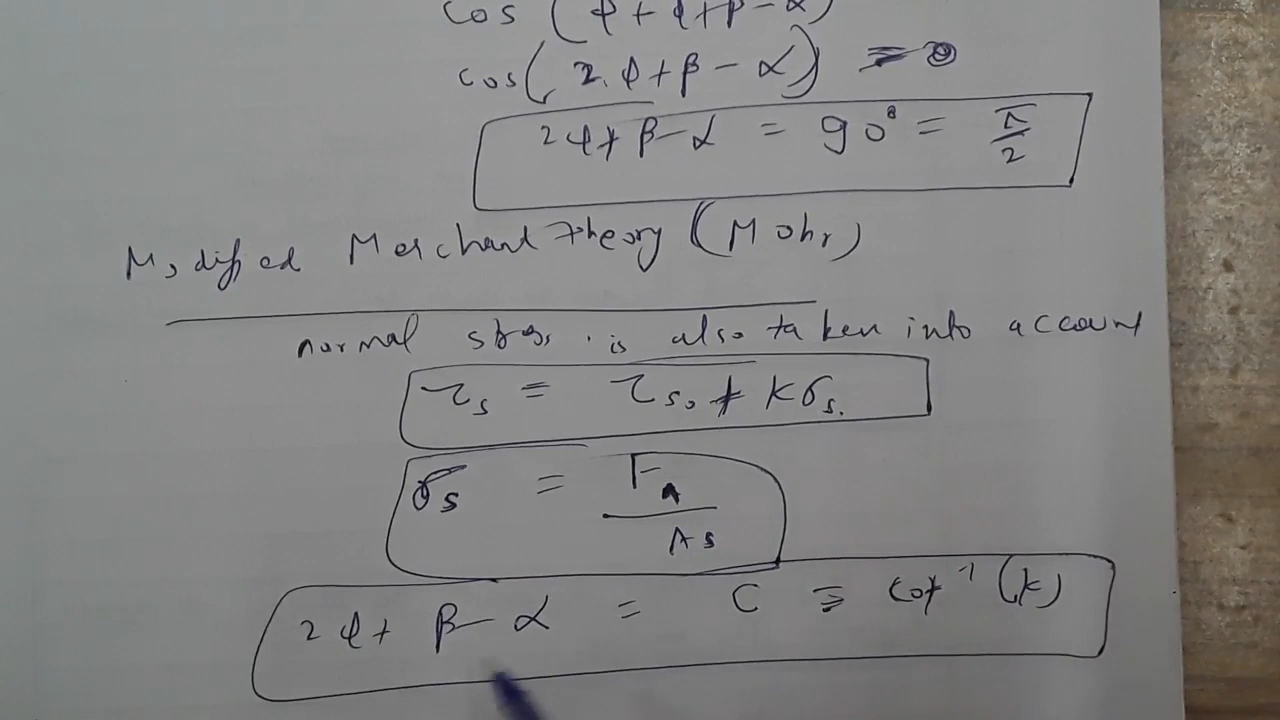 cos (φ+φ+β-α)
cos(2φ+β-α) = 0
2φ+β-α = 90° = π/2
Modified Merchant theory (Mohr)
normal stress is also taken into account
τs = τs₀ + kσs.
σs = Fn/As
2φ+β-α = C = cot⁻¹(k)